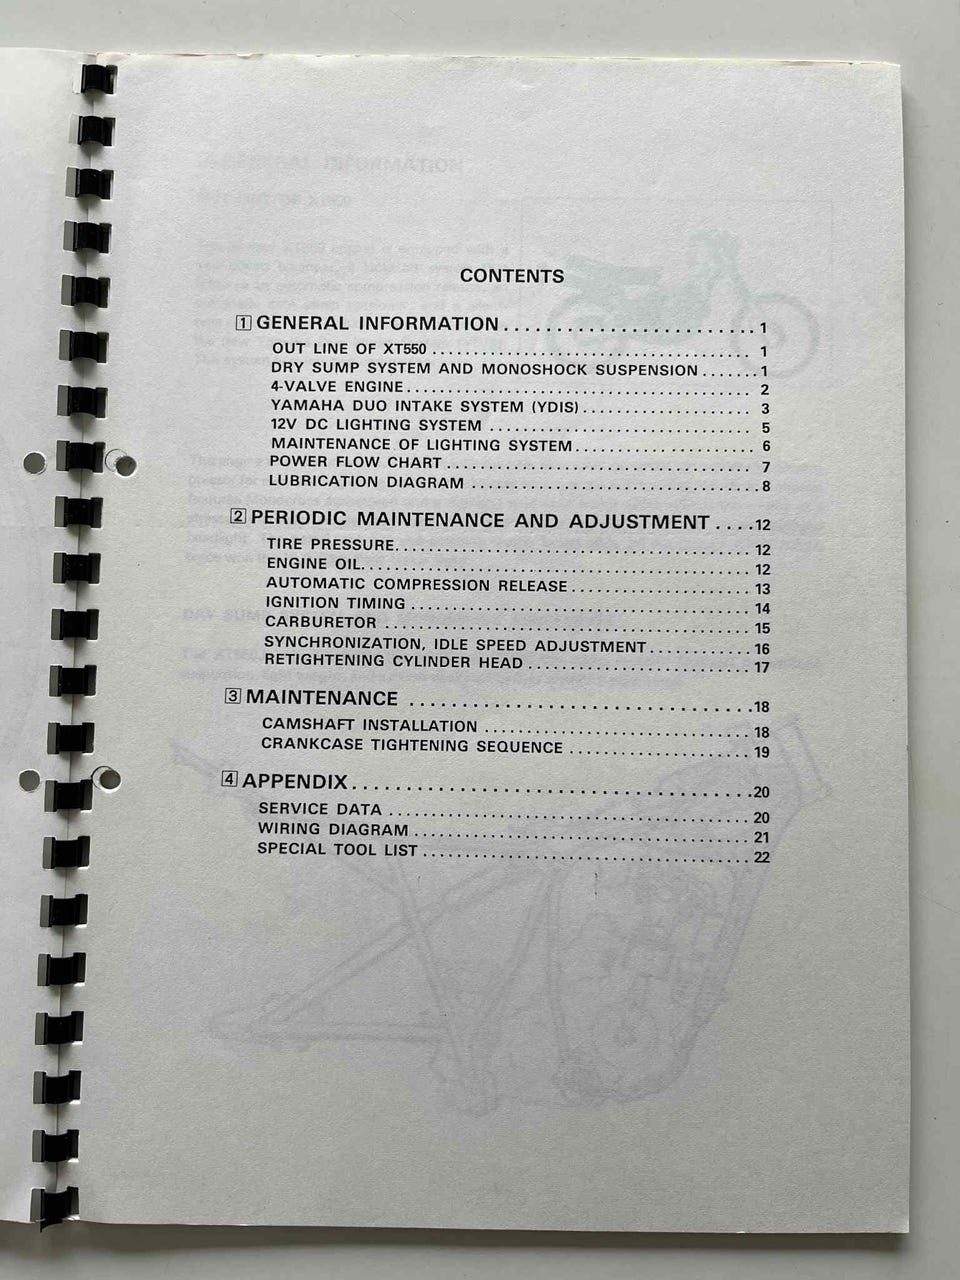 CONTENTS
1 GENERAL INFORMATION........................1
OUT LINE OF XT550.................................... 1
DRY SUMP SYSTEM AND MONOSHOCK SUSPENSION.......1
4-VALVE ENGINE....................................... 2
YAMAHA DUO INTAKE SYSTEM (YDIS)................... 3
12V DC LIGHTING SYSTEM.............................. 5
MAINTENANCE OF LIGHTING SYSTEM.................... 6
POWER FLOW CHART................................... 7
LUBRICATION DIAGRAM.................................8
2 PERIODIC MAINTENANCE AND ADJUSTMENT....12
TIRE PRESSURE........................................ 12
ENGINE OIL............................................ 12
AUTOMATIC COMPRESSION RELEASE.................... 13
IGNITION TIMING....................................... 14
CARBURETOR........................................... 15
SYNCHRONIZATION, IDLE SPEED ADJUSTMENT........... 16
RETIGHTENING CYLINDER HEAD......................... 17
3 MAINTENANCE ..............................18
CAMSHAFT INSTALLATION.............................. 18
CRANKCASE TIGHTENING SEQUENCE.................... 19
4 APPENDIX....................................20
SERVICE DATA......................................... 20
WIRING DIAGRAM...................................... 21
SPECIAL TOOL LIST.................................... 22